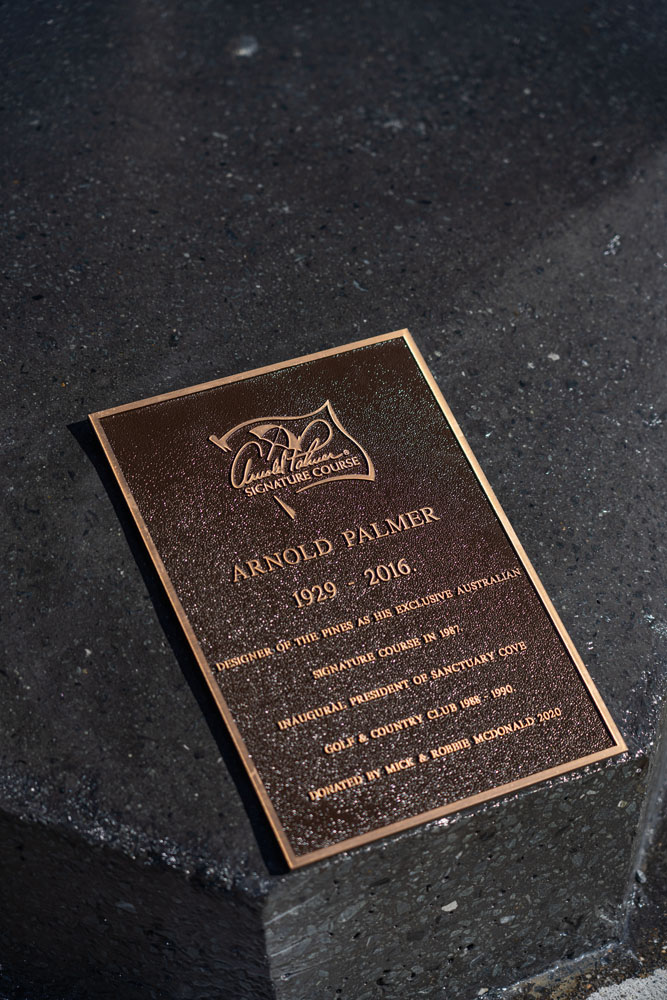 Arnold Palmer ®
SIGNATURE COURSE
ARNOLD PALMER
1929 - 2016.
DESIGNER OF THE PINES AS HIS EXCLUSIVE AUSTRALIAN
SIGNATURE COURSE IN 1987.
INAUGURAL PRESIDENT OF SANCTUARY COVE
GOLF & COUNTRY CLUB 1988 - 1990.
DONATED BY MICK & ROBBIE MCDONALD 2020